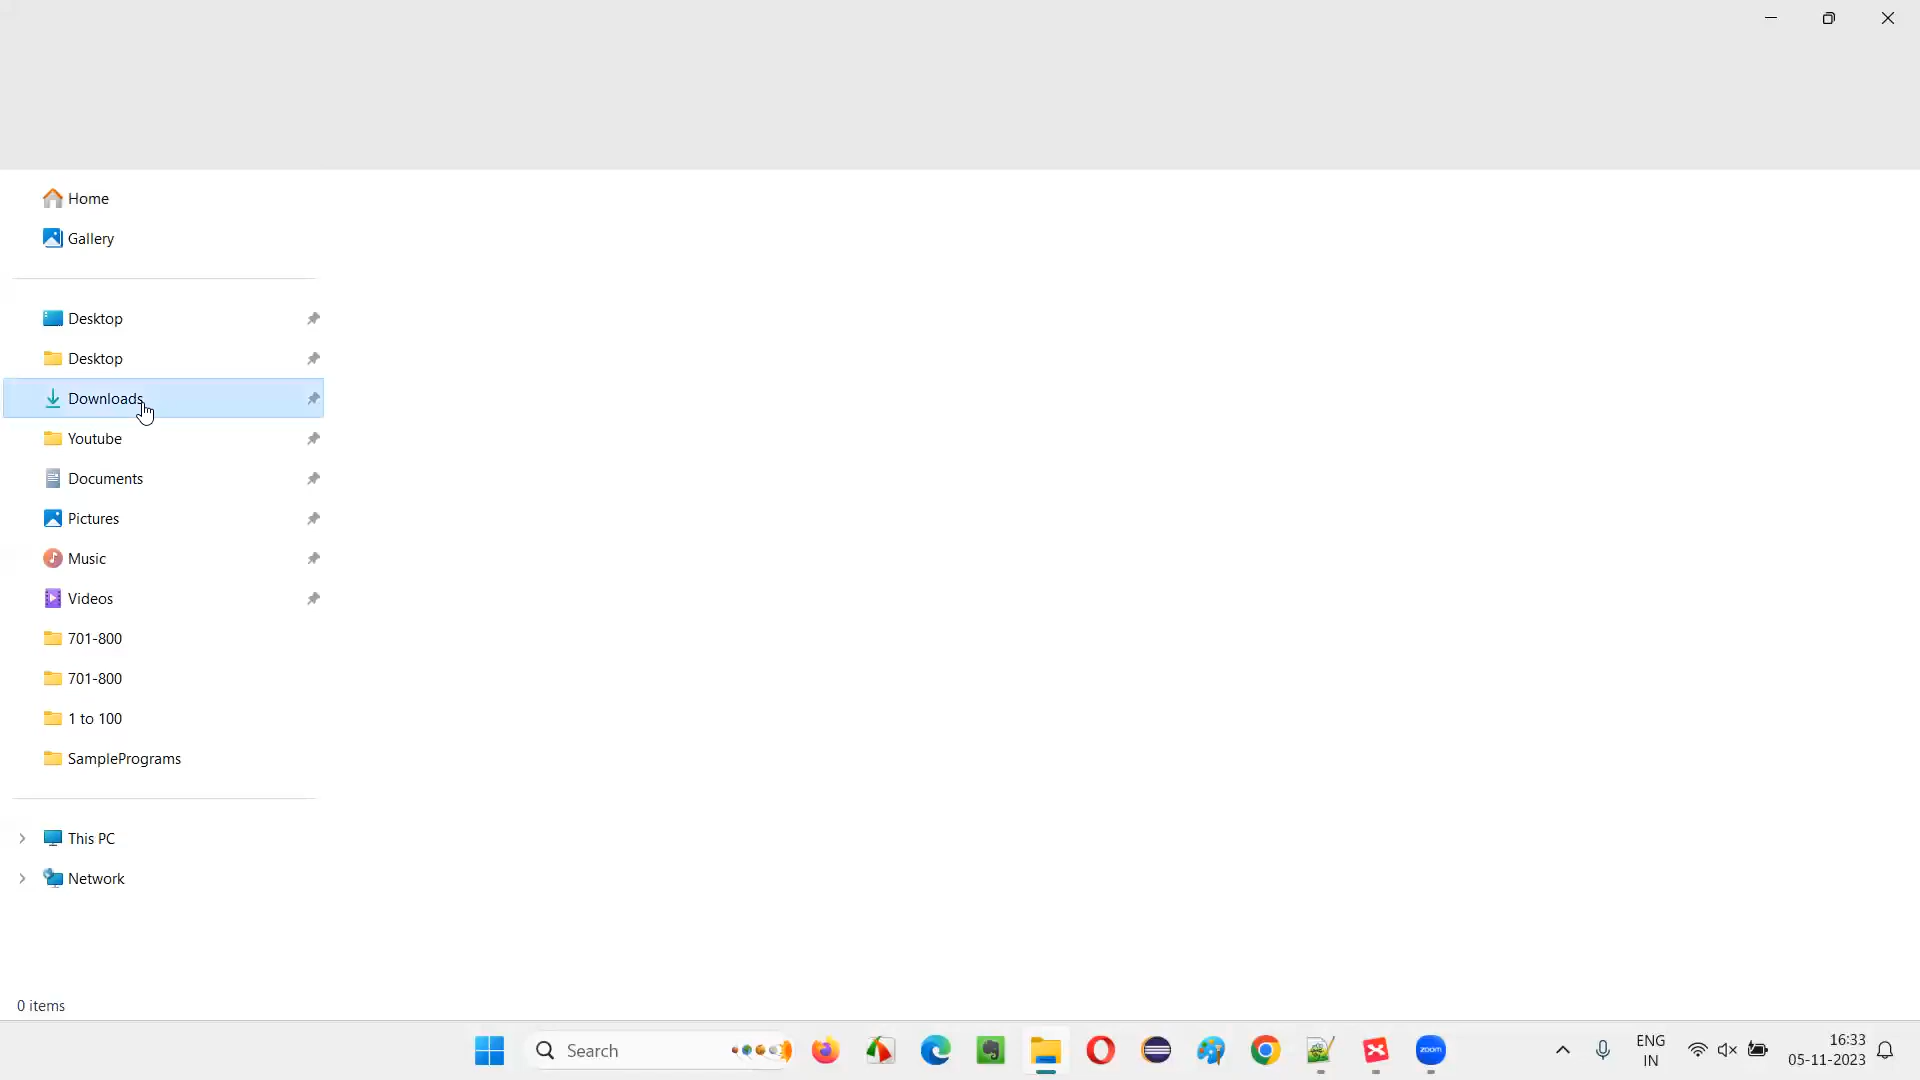 Home
Gallery
Desktop
Desktop
Downloads
Youtube
Documents
Pictures
Music
Videos
701-800
701-800
1 to 100
SamplePrograms
This PC
Network
0 items
Search
zoom
ENG
IN
16:33
05-11-2023